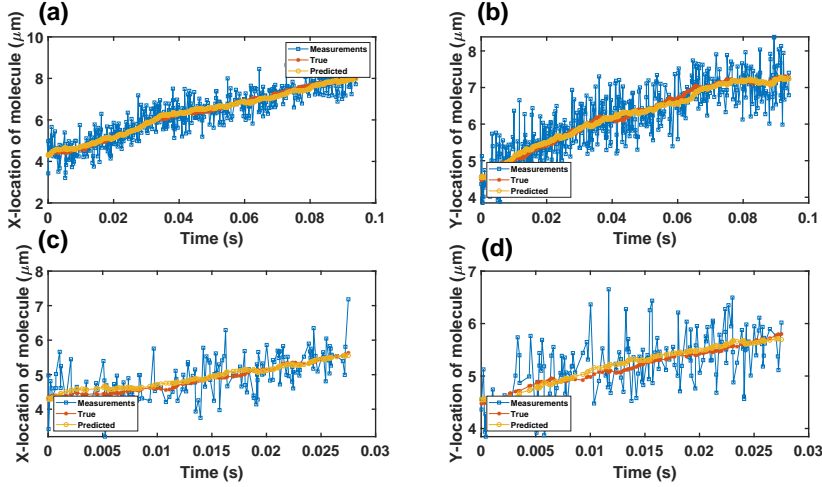 (a)
X-location of molecule (μm)
10
8
6
4
2
0
0.02
0.04
0.06
0.08
0.1
Time (s)
Measurements
True
Predicted
(b)
Y-location of molecule (μm)
8
7
6
5
4
0
0.02
0.04
0.06
0.08
0.1
Time (s)
Measurements
True
Predicted
(c)
X-location of molecule (μm)
8
7
6
5
4
0
0.005
0.01
0.015
0.02
0.025
0.03
Time (s)
Measurements
True
Predicted
(d)
Y-location of molecule (μm)
7
6
5
4
0
0.005
0.01
0.015
0.02
0.025
0.03
Time (s)
Measurements
True
Predicted